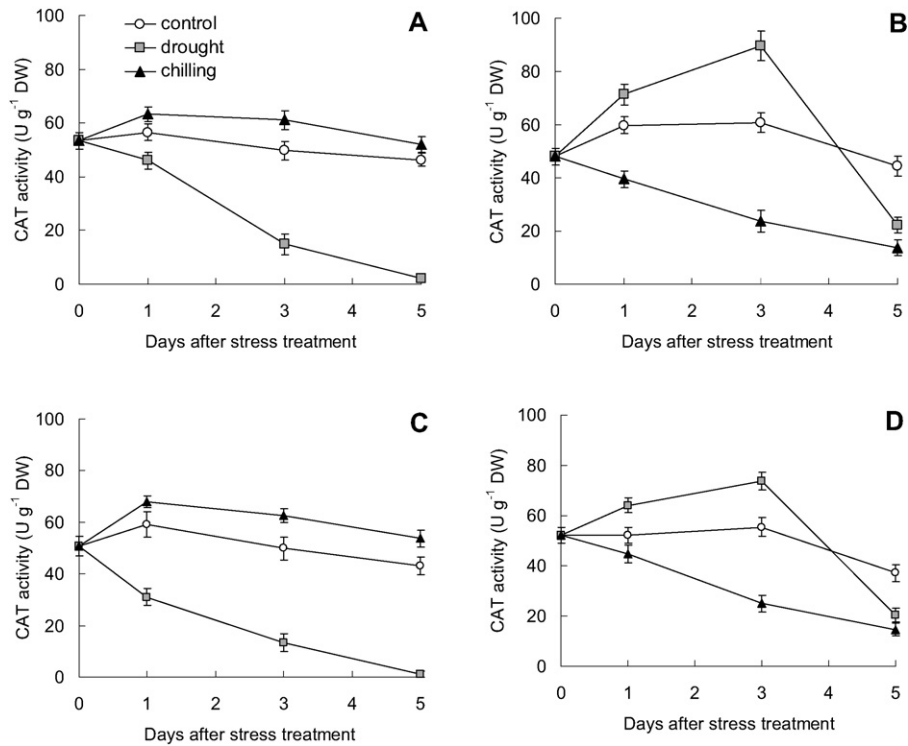 A
control
drought
chilling
CAT activity (U g⁻¹ DW)
100
80
60
40
20
0
0 1 2 3 4 5
Days after stress treatment
B
CAT activity (U g⁻¹ DW)
100
80
60
40
20
0
0 1 2 3 4 5
Days after stress treatment
C
CAT activity (U g⁻¹ DW)
100
80
60
40
20
0
0 1 2 3 4 5
Days after stress treatment
D
CAT activity (U g⁻¹ DW)
100
80
60
40
20
0
0 1 2 3 4 5
Days after stress treatment